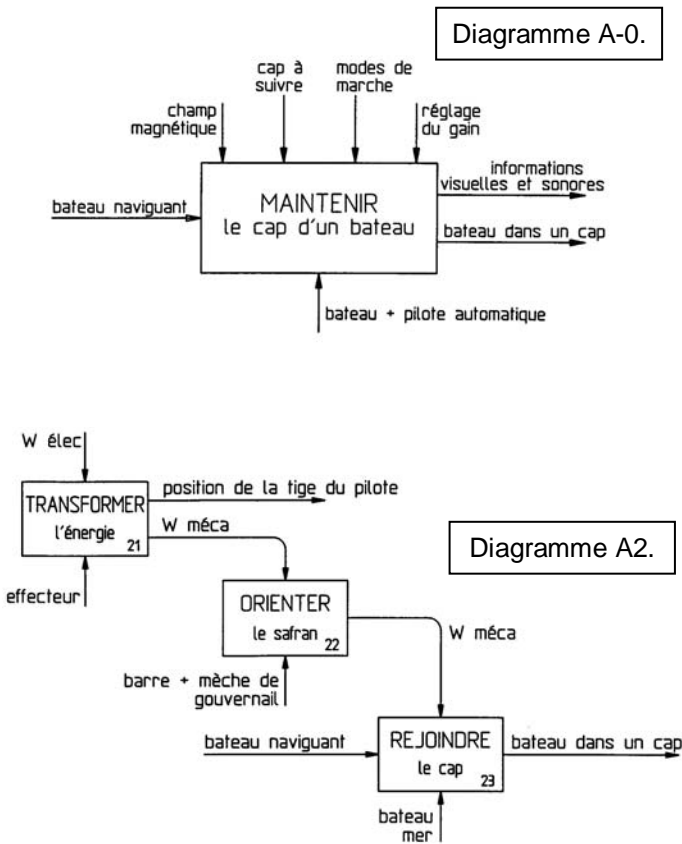 Diagramme A-0.
cap à
suivre
modes de
marche
champ
magnétique
réglage
du gain
informations
visuelles et sonores
bateau naviguant
MAINTENIR
le cap d'un bateau
bateau dans un cap
bateau + pilote automatique
W élec
position de la tige du pilote
TRANSFORMER
l'énergie
21
W méca
Diagramme A2.
effecteur
ORIENTER
le safran
22
W méca
barre + mèche de
gouvernail
bateau naviguant
REJOINDRE
le cap
23
bateau dans un cap
bateau
mer